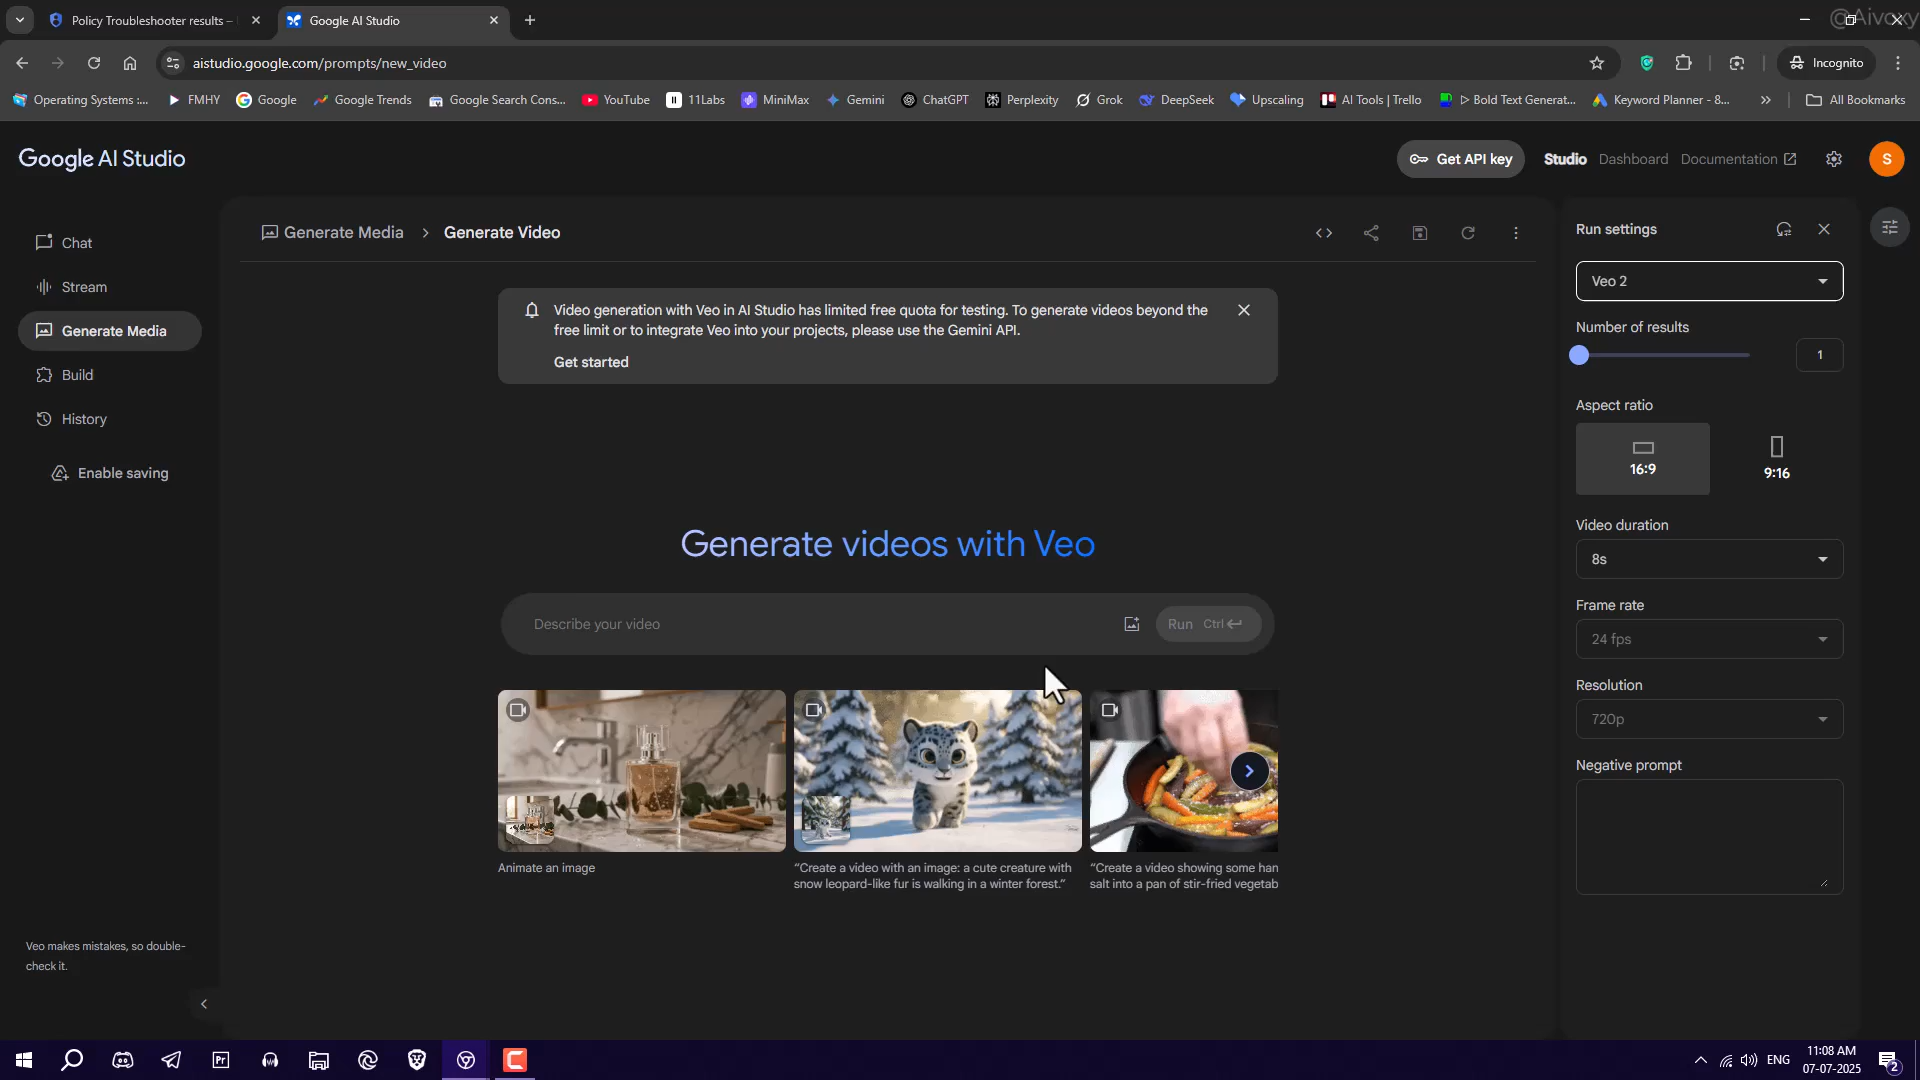 Policy Troubleshooter results –
Google AI Studio
@Aivoxy
aistudio.google.com/prompts/new_video
Incognito
Operating Systems :...
FMHY
Google
Google Trends
Google Search Cons...
YouTube
11Labs
MiniMax
Gemini
ChatGPT
Perplexity
Grok
DeepSeek
Upscaling
AI Tools | Trello
▷ Bold Text Generat...
Keyword Planner - 8...
»
All Bookmarks
Google AI Studio
Get API key
Studio
Dashboard
Documentation
S
Chat
Stream
Generate Media
Build
History
Enable saving
Veo makes mistakes, so double-
check it.
Generate Media > Generate Video
Video generation with Veo in AI Studio has limited free quota for testing. To generate videos beyond the
free limit or to integrate Veo into your projects, please use the Gemini API.
Get started
Generate videos with Veo
Describe your video
Run Ctrl
Animate an image
“Create a video with an image: a cute creature with
snow leopard-like fur is walking in a winter forest.”
“Create a video showing some han
salt into a pan of stir-fried vegetab
Run settings
Veo 2
Number of results
1
Aspect ratio
16:9
9:16
Video duration
8s
Frame rate
24 fps
Resolution
720p
Negative prompt
Pr
ENG
11:08 AM
07-07-2025
2